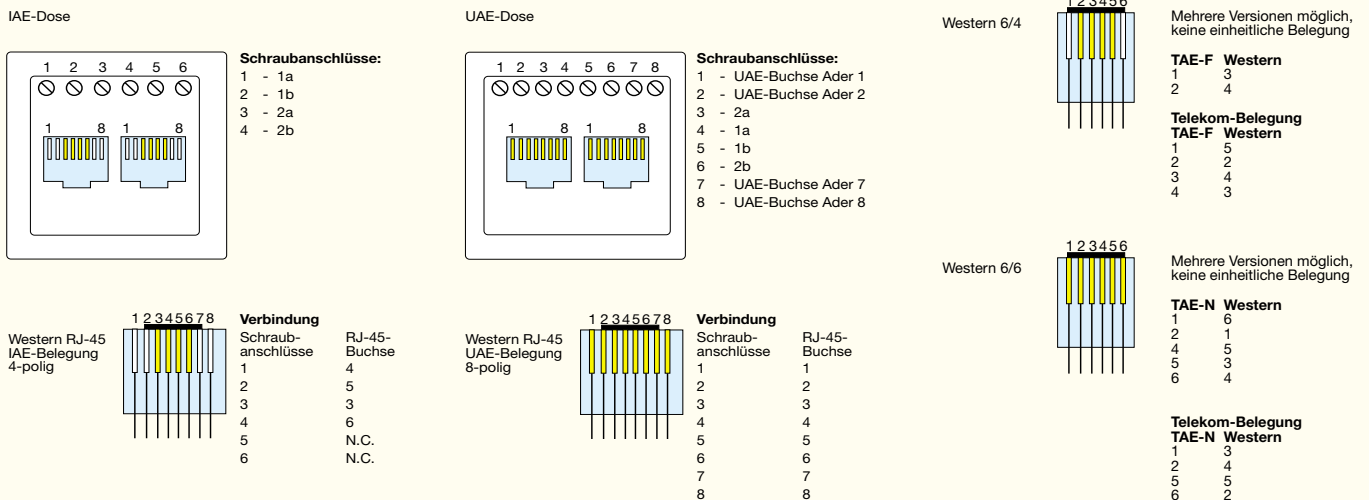 IAE-Dose
1 2 3 4 5 6
1 8 1 8
Schraubanschlüsse:
1 - 1a
2 - 1b
3 - 2a
4 - 2b
Western RJ-45
IAE-Belegung
4-polig
1 2 3 4 5 6 7 8
Verbindung
Schraub-
anschlüsse
RJ-45-
Buchse
1 4
2 5
3 3
4 6
5 N.C.
6 N.C.
UAE-Dose
1 2 3 4 5 6 7 8
1 8 1 8
Schraubanschlüsse:
1 - UAE-Buchse Ader 1
2 - UAE-Buchse Ader 2
3 - 2a
4 - 1a
5 - 1b
6 - 2b
7 - UAE-Buchse Ader 7
8 - UAE-Buchse Ader 8
Western RJ-45
UAE-Belegung
8-polig
1 2 3 4 5 6 7 8
Verbindung
Schraub-
anschlüsse
RJ-45-
Buchse
1 1
2 2
3 3
4 4
5 5
6 6
7 7
8 8
Western 6/4
1 2 3 4 5 6
Mehrere Versionen möglich,
keine einheitliche Belegung
TAE-F Western
1 3
2 4
Telekom-Belegung
TAE-F Western
1 5
2 2
3 4
4 3
Western 6/6
1 2 3 4 5 6
Mehrere Versionen möglich,
keine einheitliche Belegung
TAE-N Western
1 6
2 1
4 5
5 3
6 4
Telekom-Belegung
TAE-N Western
1 3
2 4
5 5
6 2